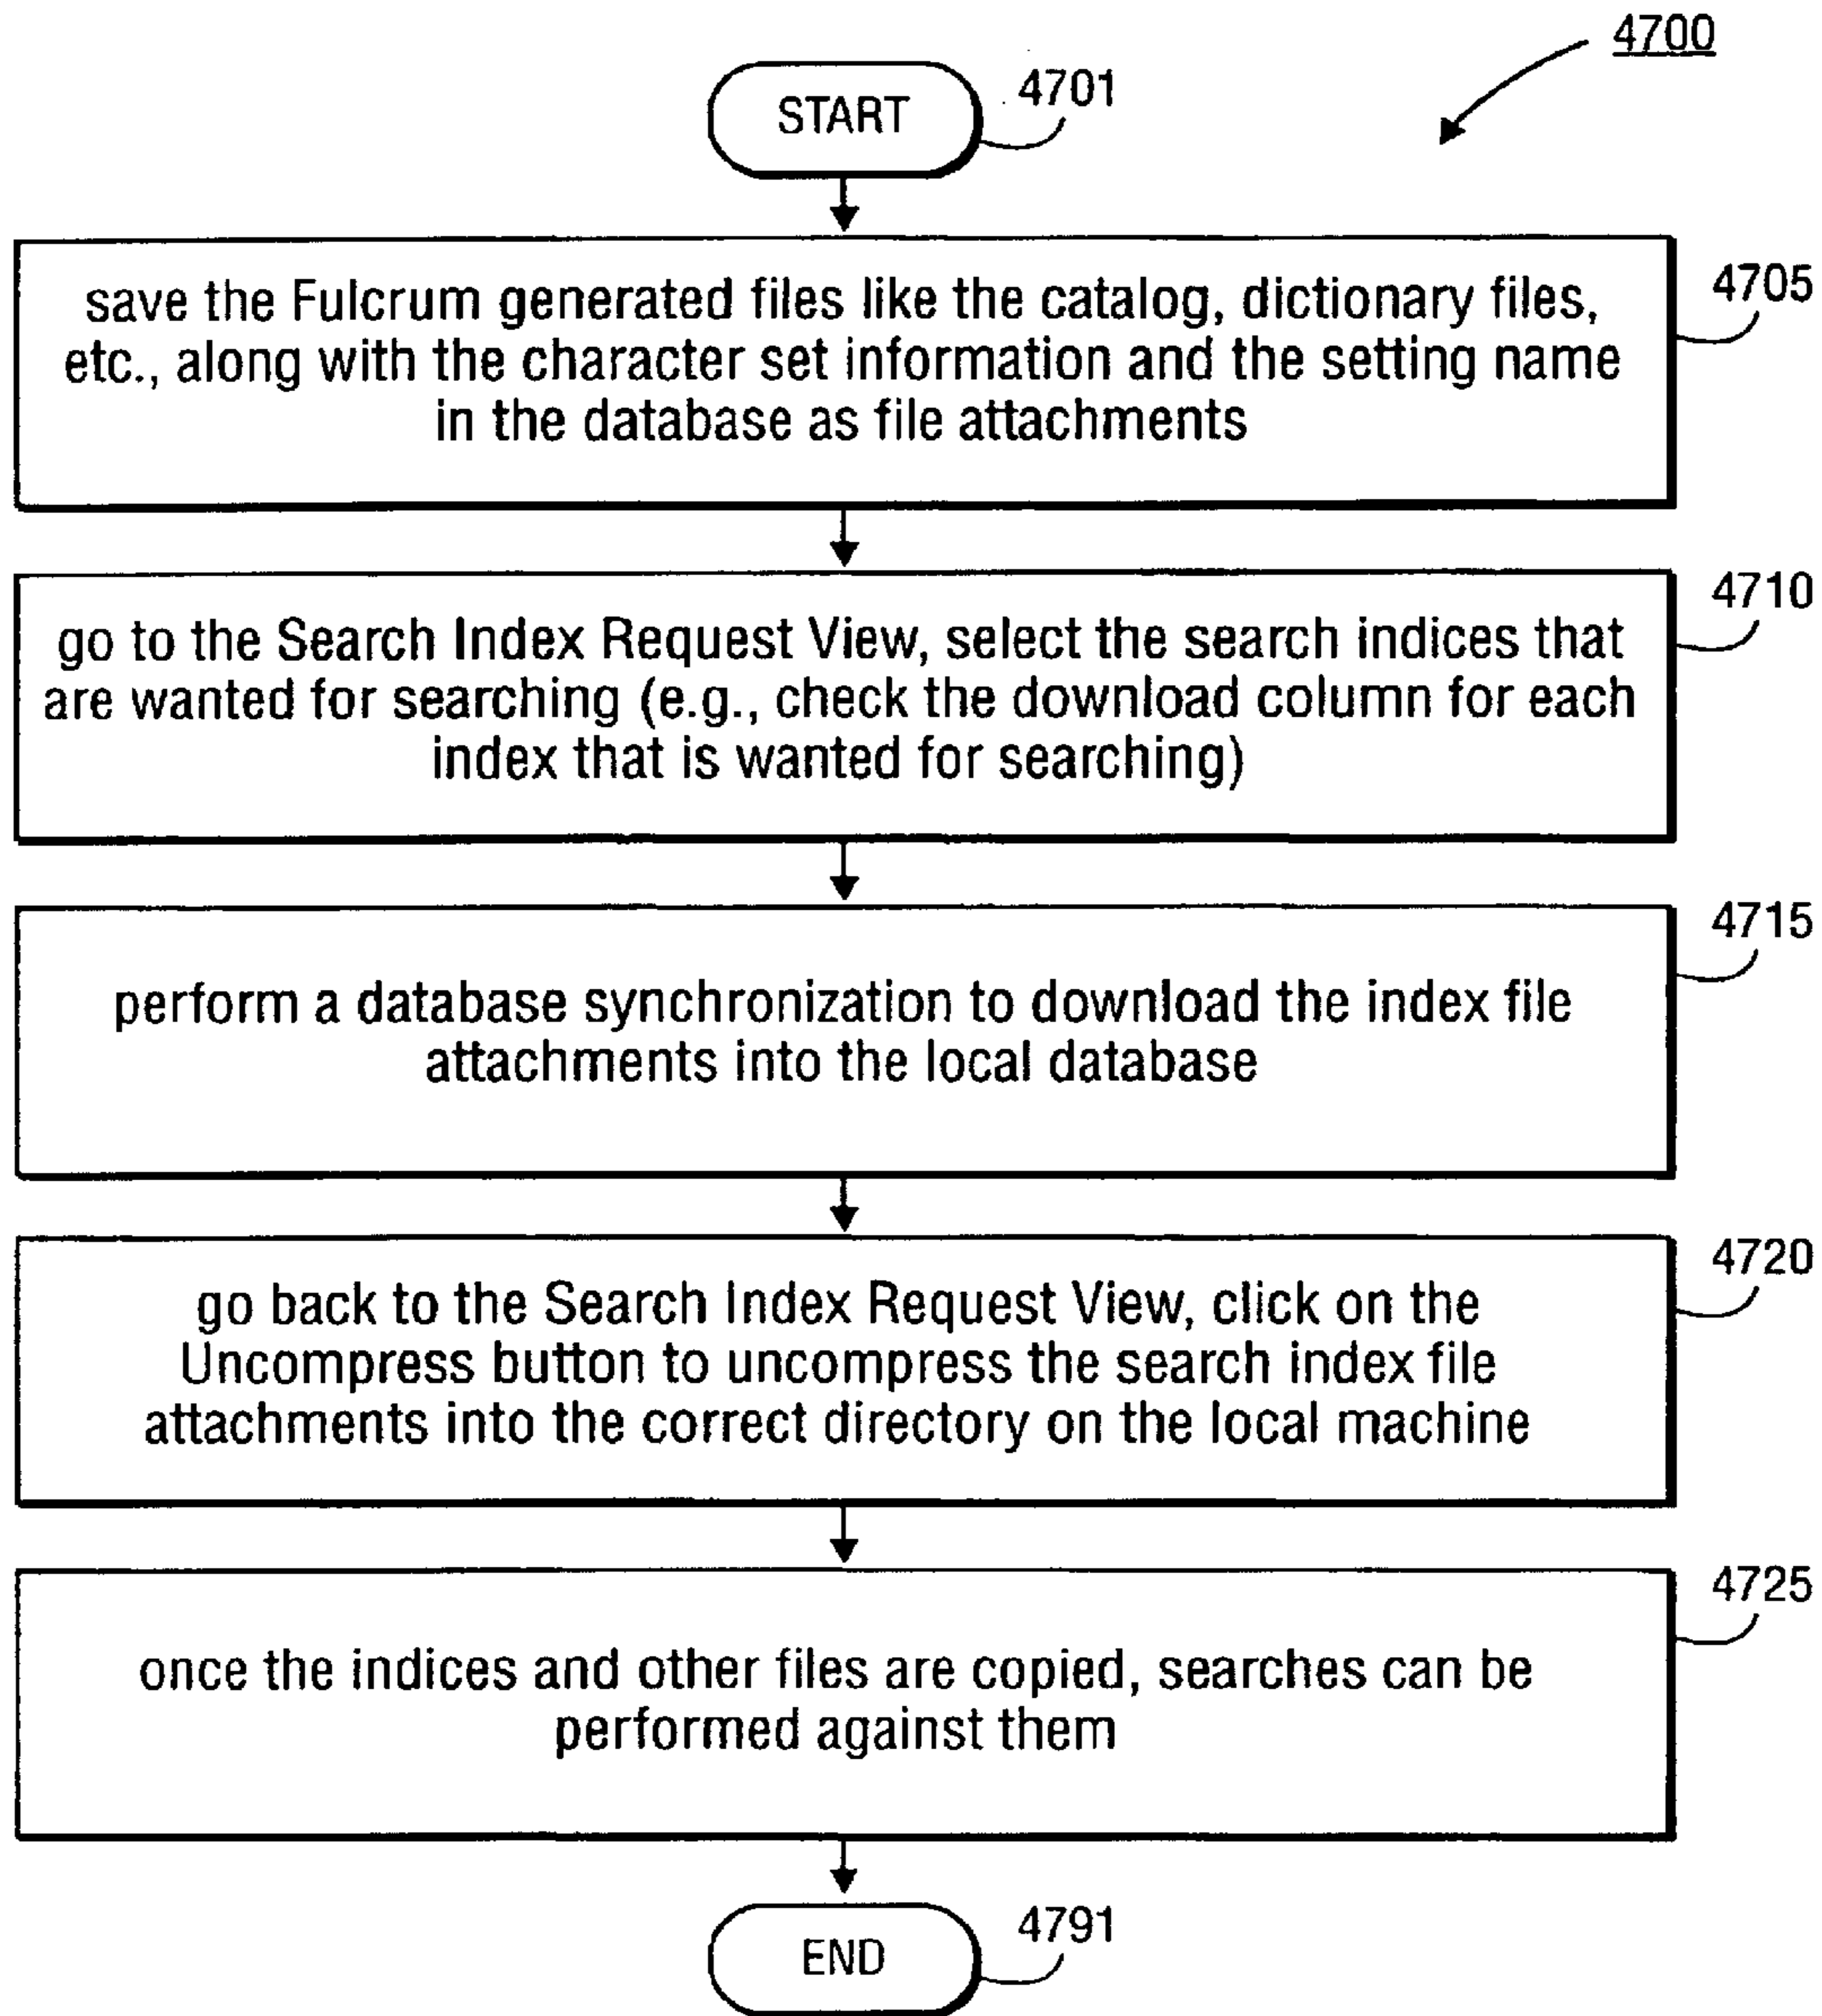 4700
START
4701
save the Fulcrum generated files like the catalog, dictionary files,
etc., along with the character set information and the setting name
in the database as file attachments
4705
go to the Search Index Request View, select the search indices that
are wanted for searching (e.g., check the download column for each
index that is wanted for searching)
4710
perform a database synchronization to download the index file
attachments into the local database
4715
go back to the Search Index Request View, click on the
Uncompress button to uncompress the search index file
attachments into the correct directory on the local machine
4720
once the indices and other files are copied, searches can be
performed against them
4725
END
4791